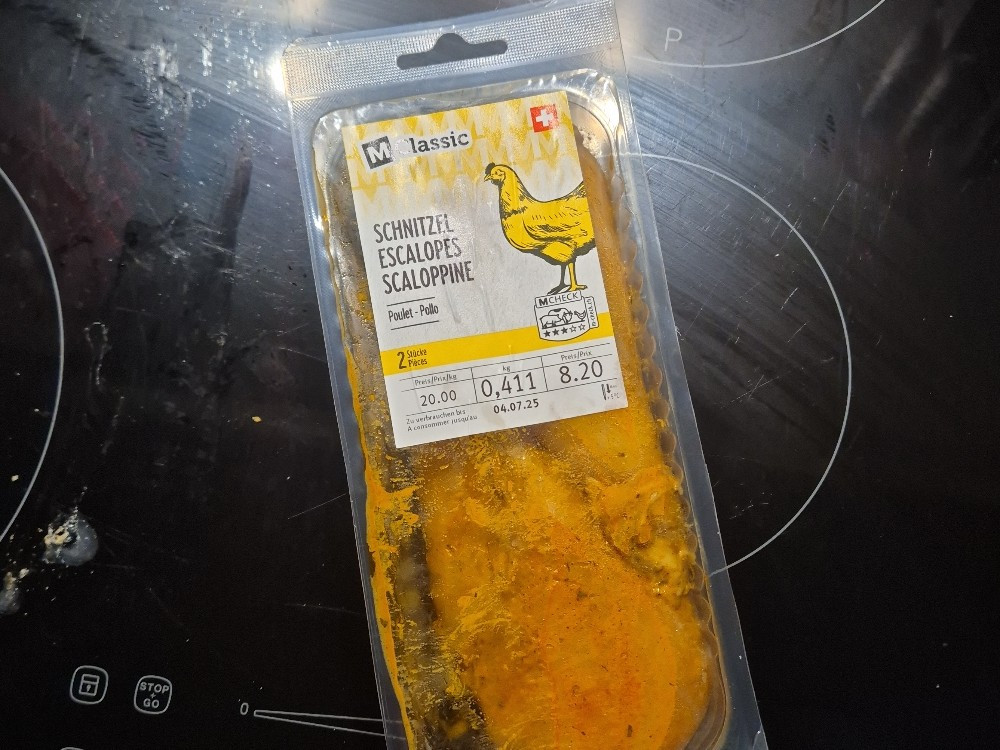 P
M Classic
SCHNITZEL
ESCALOPES
SCALOPPINE
Poulet - Pollo
MCHECK
2 Stücke
Pièces
Preis/Prix/kg
kg
Preis/Prix
20.00
0,411
8.20
Zu verbrauchen bis
A consommer jusqu'au
04.07.25
STOP
GO
0